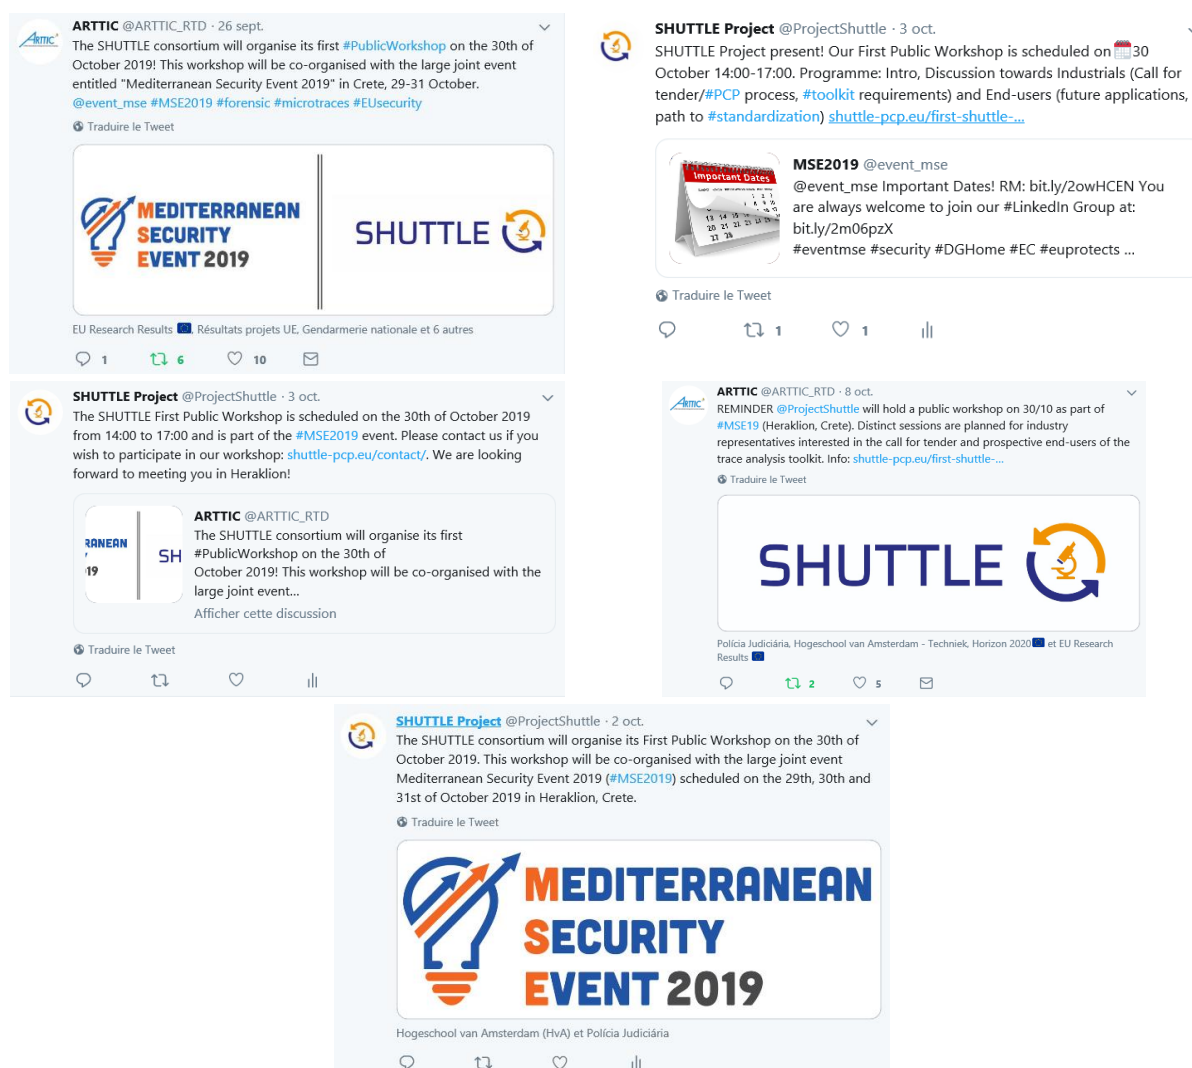 ARTTIC @ARTTIC_RTD · 26 sept.
The SHUTTLE consortium will organise its first #PublicWorkshop on the 30th of
October 2019! This workshop will be co-organised with the large joint event
entitled "Mediterranean Security Event 2019" in Crete, 29-31 October.
@event_mse #MSE2019 #forensic #microtraces #EUsecurity
Traduire le Tweet
MEDITERRANEAN
SECURITY
EVENT 2019
SHUTTLE
EU Research Results, Résultats projets UE, Gendarmerie nationale et 6 autres
1 6 10
SHUTTLE Project @ProjectShuttle · 3 oct.
SHUTTLE Project present! Our First Public Workshop is scheduled on 30
October 14:00-17:00. Programme: Intro, Discussion towards Industrials (Call for
tender/#PCP process, #toolkit requirements) and End-users (future applications,
path to #standardization) shuttle-pcp.eu/first-shuttle-...
Important Dates
MSE2019 @event_mse
@event_mse Important Dates! RM: bit.ly/2owHCEN You
are always welcome to join our #LinkedIn Group at:
bit.ly/2m06pzX
#eventmse #security #DGHome #EC #euprotects ...
Traduire le Tweet
1 1
SHUTTLE Project @ProjectShuttle · 3 oct.
The SHUTTLE First Public Workshop is scheduled on the 30th of October 2019
from 14:00 to 17:00 and is part of the #MSE2019 event. Please contact us if you
wish to participate in our workshop: shuttle-pcp.eu/contact/. We are looking
forward to meeting you in Heraklion!
RANEAN
19
SH
ARTTIC @ARTTIC_RTD
The SHUTTLE consortium will organise its first
#PublicWorkshop on the 30th of
October 2019! This workshop will be co-organised with the
large joint event...
Afficher cette discussion
Traduire le Tweet
ARTTIC @ARTTIC_RTD · 8 oct.
REMINDER @ProjectShuttle will hold a public workshop on 30/10 as part of
#MSE19 (Heraklion, Crete). Distinct sessions are planned for industry
representatives interested in the call for tender and prospective end-users of the
trace analysis toolkit. Info: shuttle-pcp.eu/first-shuttle-...
Traduire le Tweet
SHUTTLE
Polícia Judiciária, Hogeschool van Amsterdam - Techniek, Horizon 2020 et EU Research
Results
2 5
SHUTTLE Project @ProjectShuttle · 2 oct.
The SHUTTLE consortium will organise its First Public Workshop on the 30th of
October 2019. This workshop will be co-organised with the large joint event
Mediterranean Security Event 2019 (#MSE2019) scheduled on the 29th, 30th and
31st of October 2019 in Heraklion, Crete.
Traduire le Tweet
MEDITERRANEAN
SECURITY
EVENT 2019
Hogeschool van Amsterdam (HvA) et Polícia Judiciária